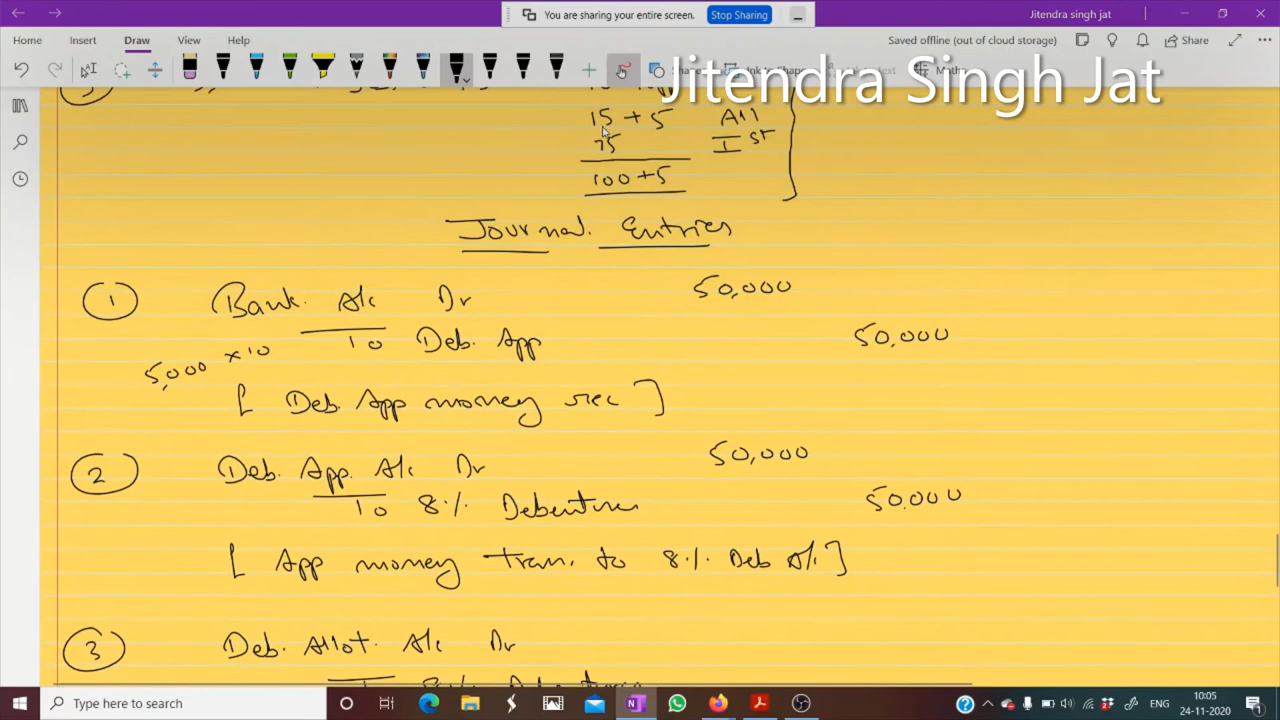 You are sharing your entire screen. Stop Sharing
Jitendra singh jat
Home Insert Draw View Help
Saved offline (out of cloud storage)
Share
Jitendra Singh Jat
15 + 5 All
75 I st
100 + 5
Journal. Entries
1 Bank. A/c Dr 50,000
To Deb. App 50,000
5,000 x 10
[ Deb. App money rec ]
2 Deb. App. A/c Dr 50,000
To 8.% Debentures 50.000
[ App money tran. to 8.% Deb A/c ]
3 Deb. Allot. A/c Dr
Type here to search
ENG
10:05
24-11-2020